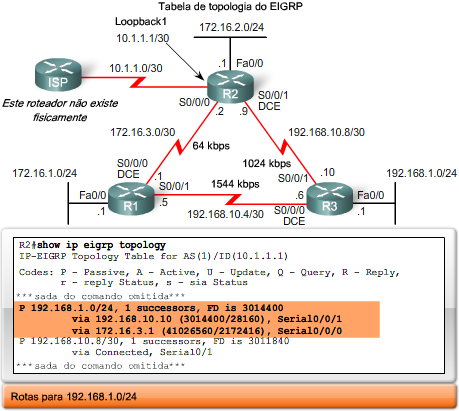 Tabela de topologia do EIGRP
Loopback1
10.1.1.1/30
172.16.2.0/24
10.1.1.0/30
.1
Fa0/0
ISP
R2
Este roteador não existe
fisicamente
S0/0/0
S0/0/1
DCE
.2
.9
172.16.3.0/30
192.168.10.8/30
64 kbps
172.16.1.0/24
S0/0/0
DCE
.1
1024 kbps
.10
192.168.1.0/24
S0/0/1
1544 kbps
S0/0/1
Fa0/0
.1
R1
.5
192.168.10.4/30
.6
S0/0/0
DCE
R3
Fa0/0
.1
R2#show ip eigrp topology
IP-EIGRP Topology Table for AS(1)/ID(10.1.1.1)
Codes: P - Passive, A - Active, U - Update, Q - Query, R - Reply,
r - reply Status, s - sia Status
***sada do comando omitida***
P 192.168.1.0/24, 1 successors, FD is 3014400
via 192.168.10.10 (3014400/28160), Serial0/0/1
via 172.16.3.1 (41026560/2172416), Serial0/0/0
P 192.168.10.8/30, 1 successors, FD is 3011840
via Connected, Serial0/1
***sada do comando omitida***
Rotas para 192.168.1.0/24